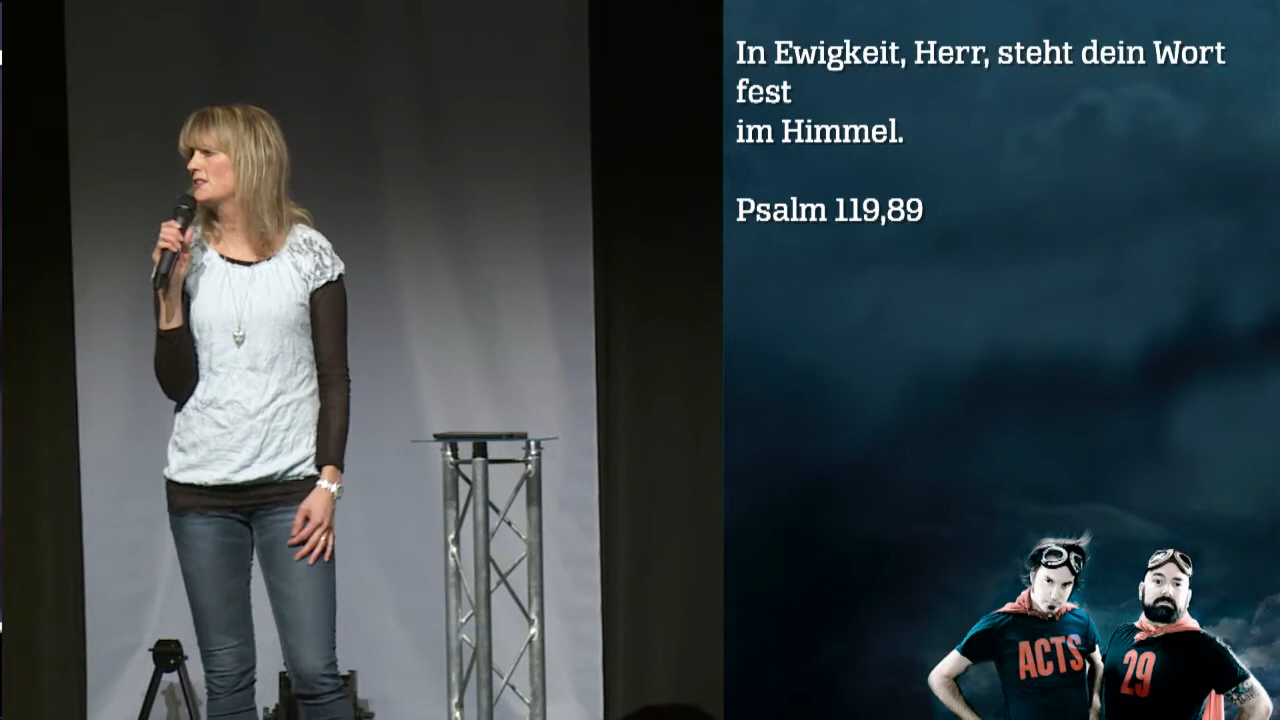 In Ewigkeit, Herr, steht dein Wort
fest
im Himmel.
Psalm 119,89
ACTS
29